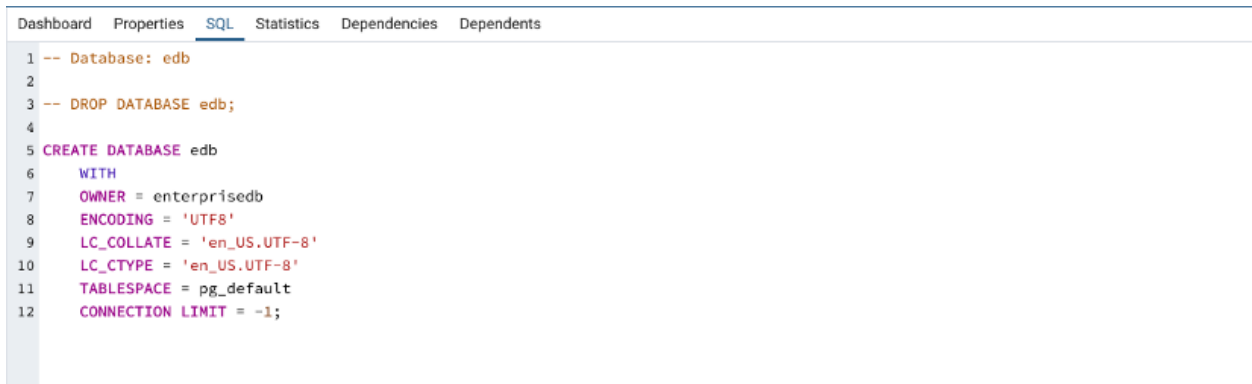 Dashboard Properties SQL Statistics Dependencies Dependents
1 -- Database: edb
2
3 -- DROP DATABASE edb;
4
5 CREATE DATABASE edb
6 WITH
7 OWNER = enterprisedb
8 ENCODING = 'UTF8'
9 LC_COLLATE = 'en_US.UTF-8'
10 LC_CTYPE = 'en_US.UTF-8'
11 TABLESPACE = pg_default
12 CONNECTION LIMIT = -1;